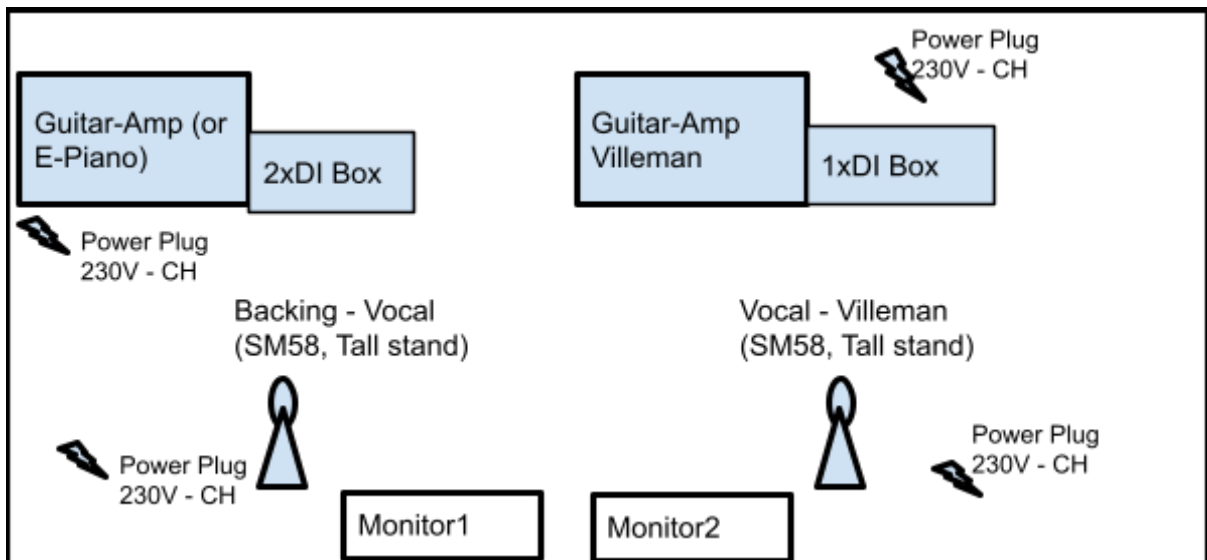 Power Plug
230V - CH
Guitar-Amp (or
E-Piano)
2xDI Box
Guitar-Amp
Villeman
1xDI Box
Power Plug
230V - CH
Backing - Vocal
(SM58, Tall stand)
Vocal - Villeman
(SM58, Tall stand)
Power Plug
230V - CH
Power Plug
230V - CH
Monitor1
Monitor2